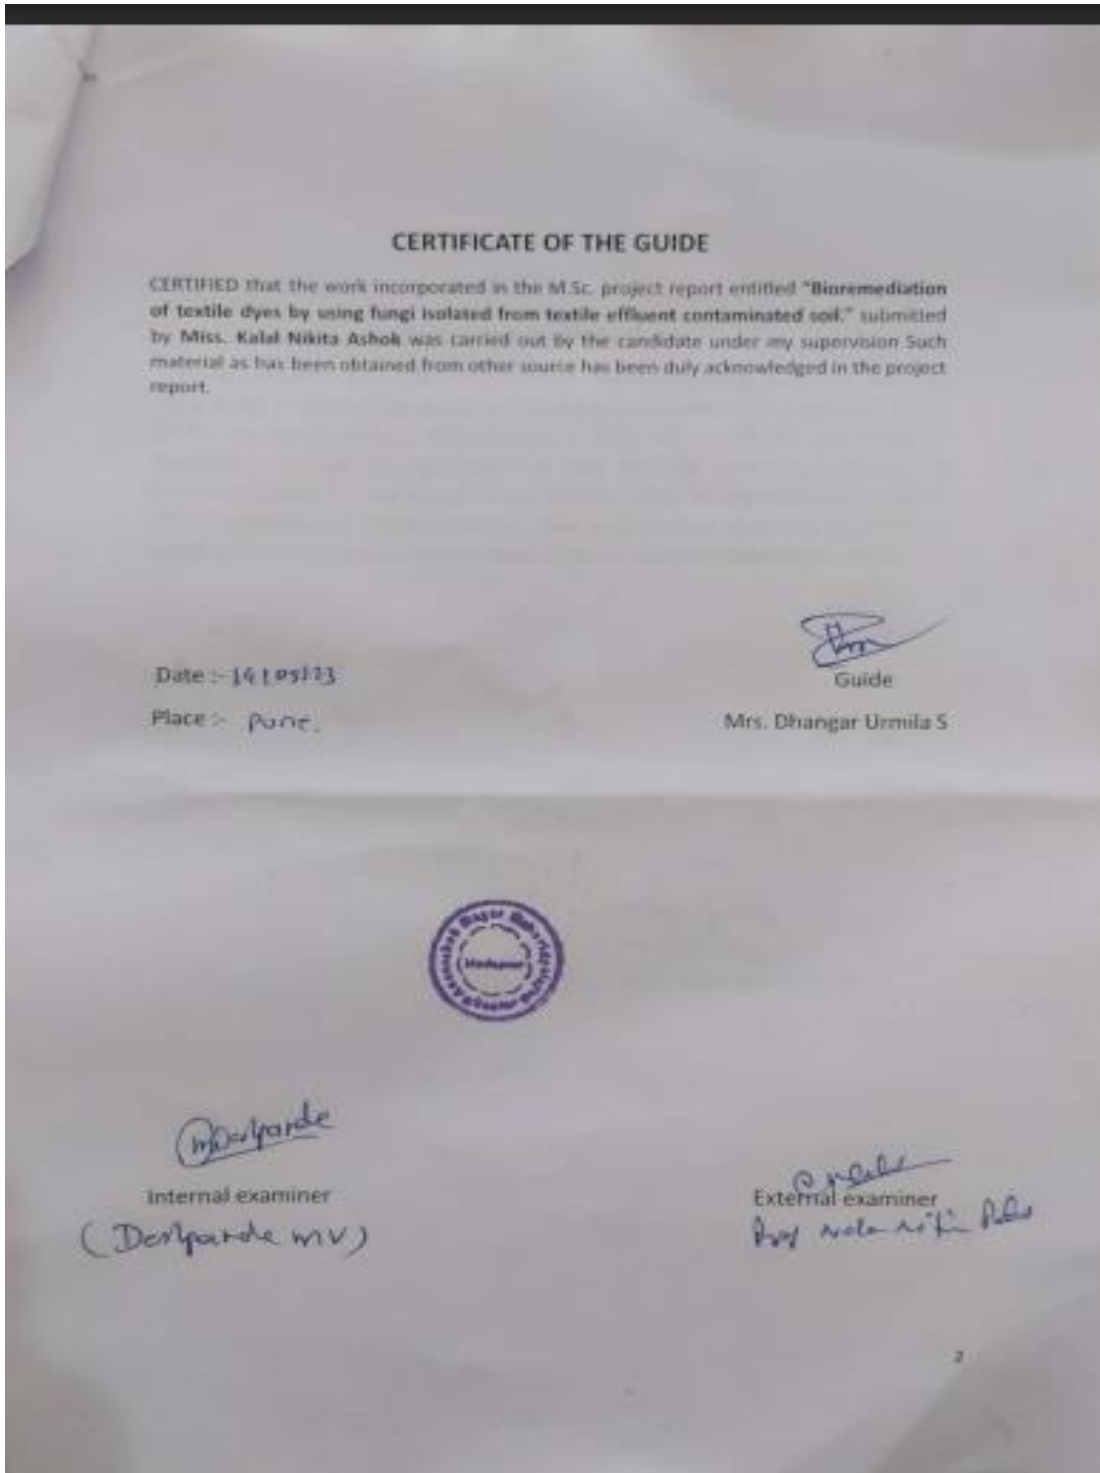 CERTIFICATE OF THE GUIDE
CERTIFIED that the work incorporated in the M.Sc. project report entitled "Bioremediation
of textile dyes by using fungi isolated from textile effluent contaminated soil." submitted
by Miss. Kalal Nikita Ashok was carried out by the candidate under my supervision Such
material as has been obtained from other source has been duly acknowledged in the project
report.
Date :-
Guide
Place :- Pune.
Mrs. Dhangar Urmila S
Hadapsar
Internal examiner
External examiner
(Deshpande MV)
Prof
2